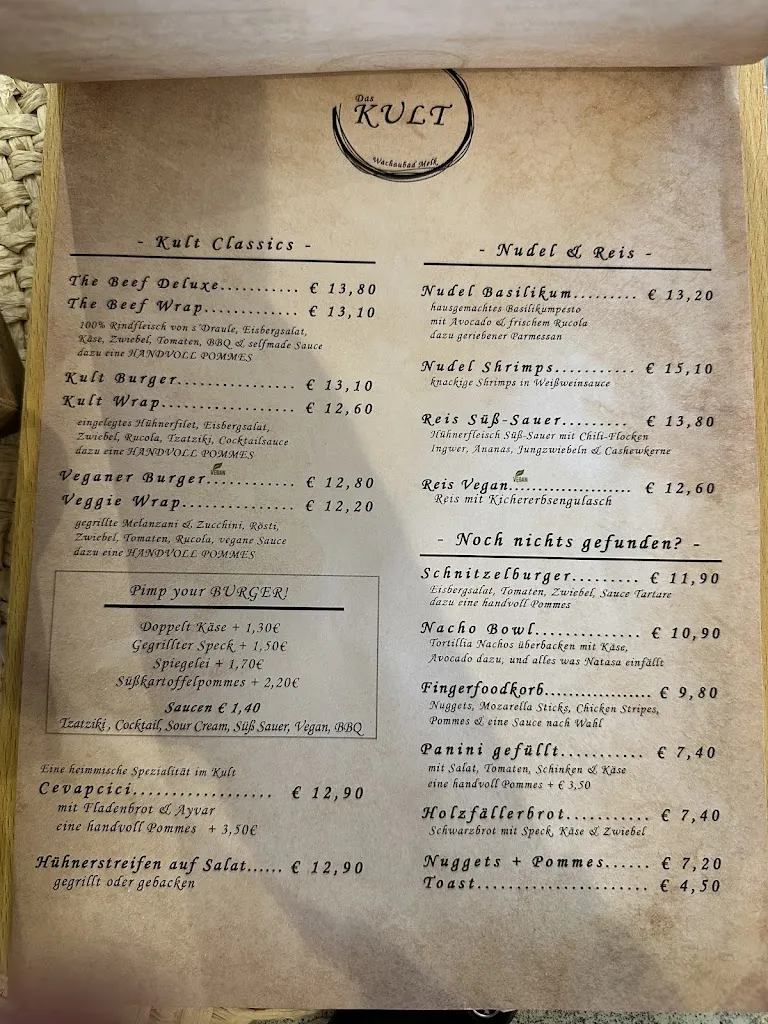 Das
KULT
Wachaubad Melk
- Kult Classics -
The Beef Deluxe........... € 13,80
The Beef Wrap............. € 13,10
100% Rindfleisch von s'Draule, Eisbergsalat,
Käse, Zwiebel, Tomaten, BBQ & selfmade Sauce
dazu eine HANDVOLL POMMES
Kult Burger................ € 13,10
Kult Wrap.................. € 12,60
eingelegtes Hühnerfilet, Eisbergsalat,
Zwiebel, Rucola, Tzatziki, Cocktailsauce
dazu eine HANDVOLL POMMES
VEGAN
Veganer Burger............ € 12,80
Veggie Wrap............... € 12,20
gegrillte Melanzani & Zucchini, Rösti,
Zwiebel, Tomaten, Rucola, vegane Sauce
dazu eine HANDVOLL POMMES
Pimp your BURGER!
Doppelt Käse + 1,30€
Gegrillter Speck + 1,50€
Spiegelei + 1,70€
Süßkartoffelpommes + 2,20€
Saucen € 1,40
Tzatziki, Cocktail, Sour Cream, Süß Sauer, Vegan, BBQ
Eine heimmische Spezialität im Kult
Cevapcici................... € 12,90
mit Fladenbrot & Ayvar
eine handvoll Pommes + 3,50€
Hühnerstreifen auf Salat...... € 12,90
gegrillt oder gebacken
- Nudel & Reis -
Nudel Basilikum......... € 13,20
hausgemachtes Basilikumpesto
mit Avocado & frischem Rucola
dazu geriebener Parmessan
Nudel Shrimps............ € 15,10
knackige Shrimps in Weißweinsauce
Reis Süß-Sauer.......... € 13,80
Hühnerfleisch Süß-Sauer mit Chili-Flocken
Ingwer, Ananas, Jungzwiebeln & Cashewkerne
VEGAN
Reis Vegan..................... € 12,60
Reis mit Kichererbsengulasch
- Noch nichts gefunden? -
Schnitzelburger......... € 11,90
Eisbergsalat, Tomaten, Zwiebel, Sauce Tartare
dazu eine handvoll Pommes
Nacho Bowl............... € 10,90
Tortillia Nachos überbacken mit Käse,
Avocado dazu, und alles was Natasa einfällt
Fingerfoodkorb.................. € 9,80
Nuggets, Mozarella Sticks, Chicken Stripes,
Pommes & eine Sauce nach Wahl
Panini gefüllt........... € 7,40
mit Salat, Tomaten, Schinken & Käse
eine handvoll Pommes + € 3,50
Holzfällerbrot............ € 7,40
Schwarzbrot mit Speck, Käse & Zwiebel
Nuggets + Pommes...... € 7,20
Toast........................ € 4,50